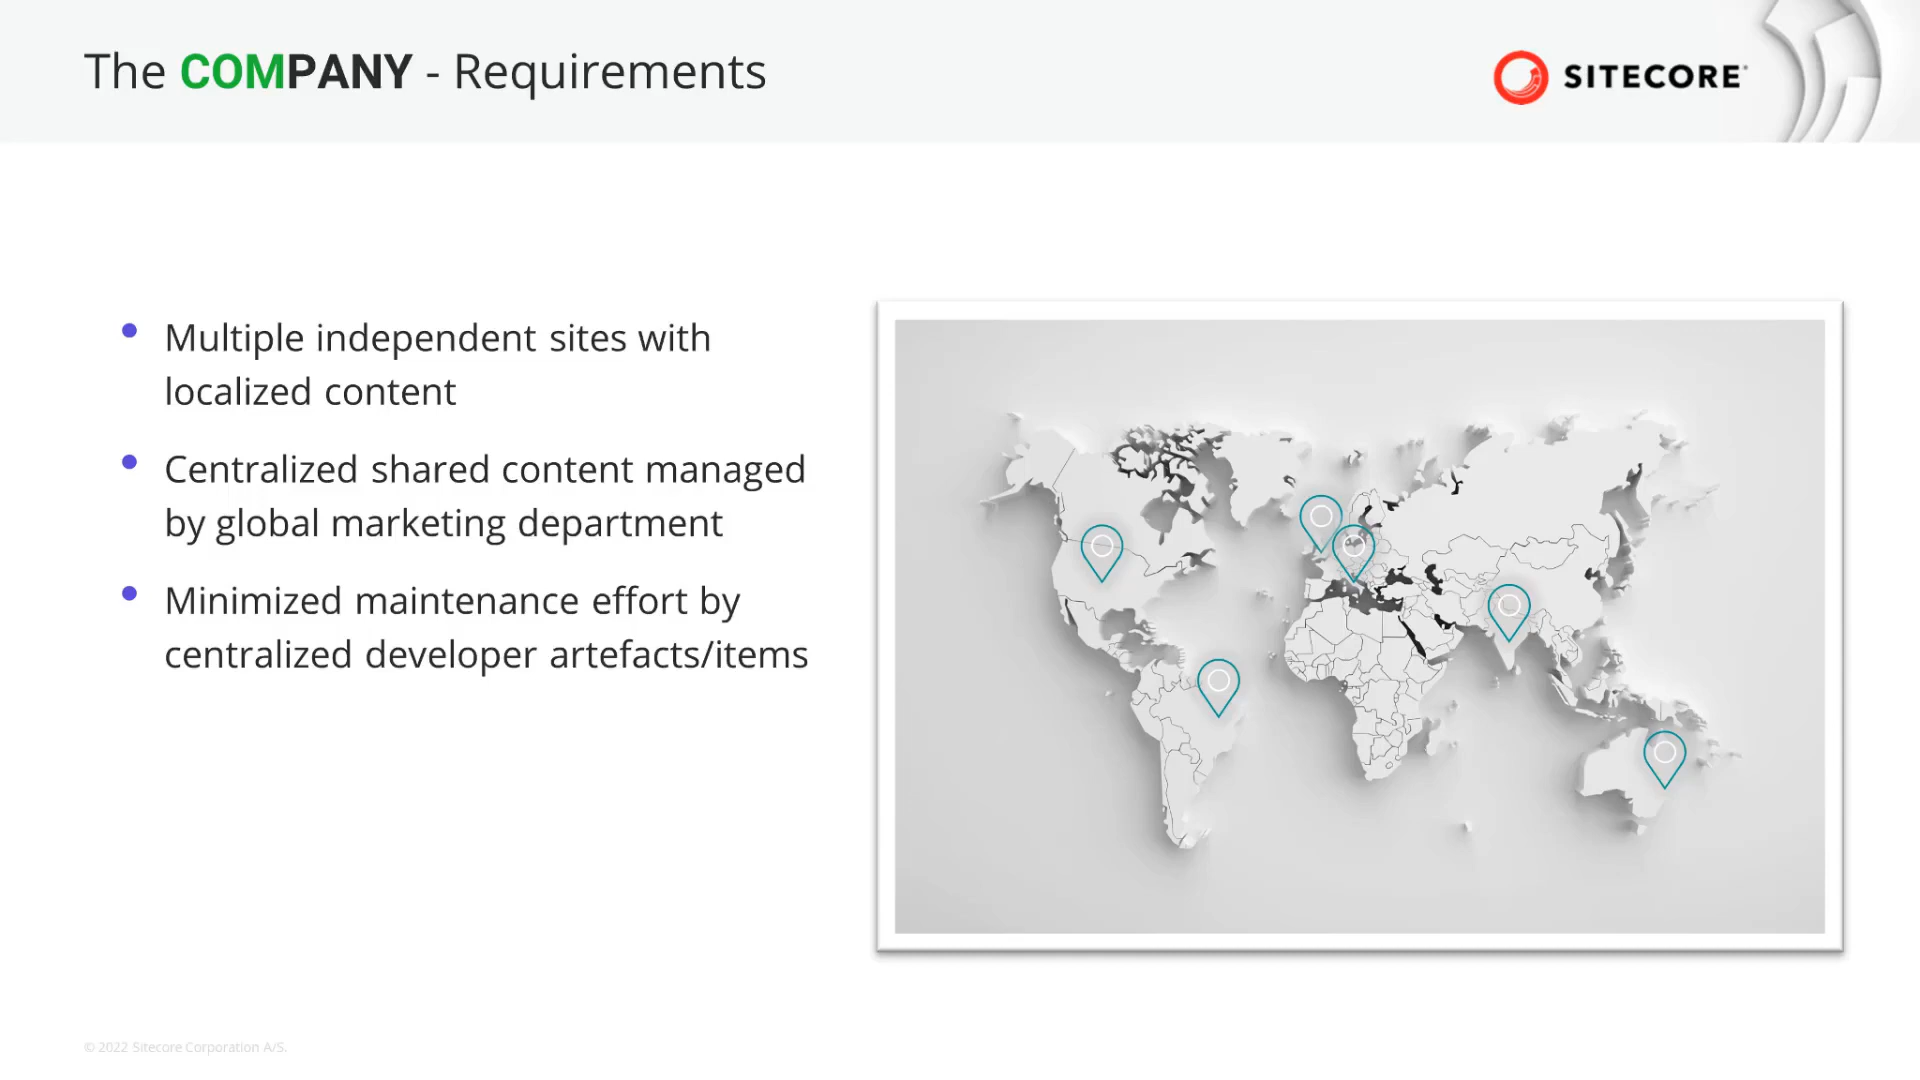 The COMPANY - Requirements
SITECORE
• Multiple independent sites with
localized content
• Centralized shared content managed
by global marketing department
• Minimized maintenance effort by
centralized developer artefacts/items
© 2022 Sitecore Corporation A/S.